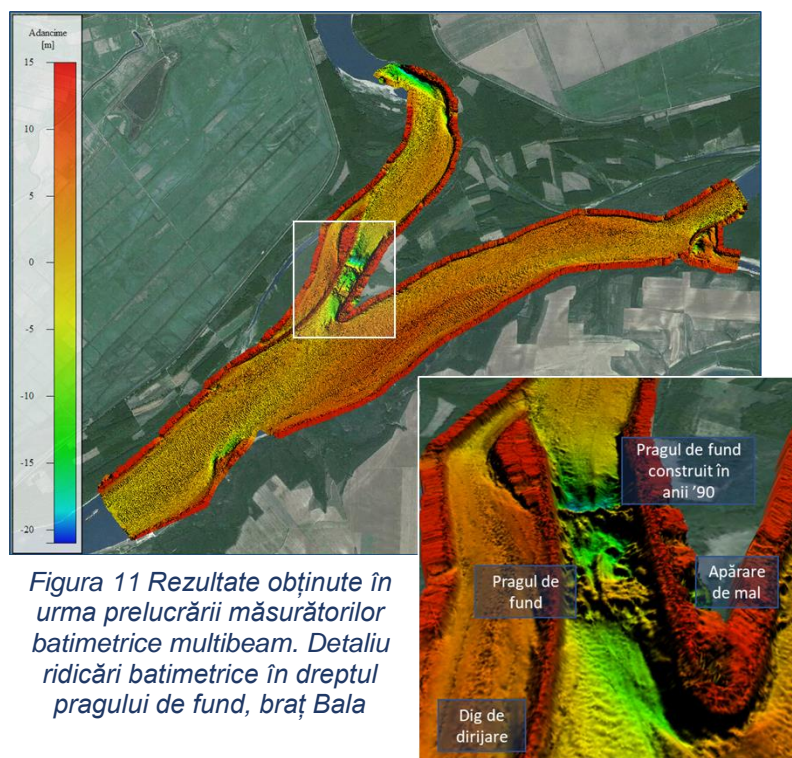 Adancime
[m]
15
10
5
0
-5
-10
-15
-20
Pragul de fund
construit în
anii '90
Pragul de
fund
Apărare
de mal
Dig de
dirijare
Figura 11 Rezultate obținute în
urma prelucrării măsurătorilor
batimetrice multibeam. Detaliu
ridicări batimetrice în dreptul
pragului de fund, braț Bala